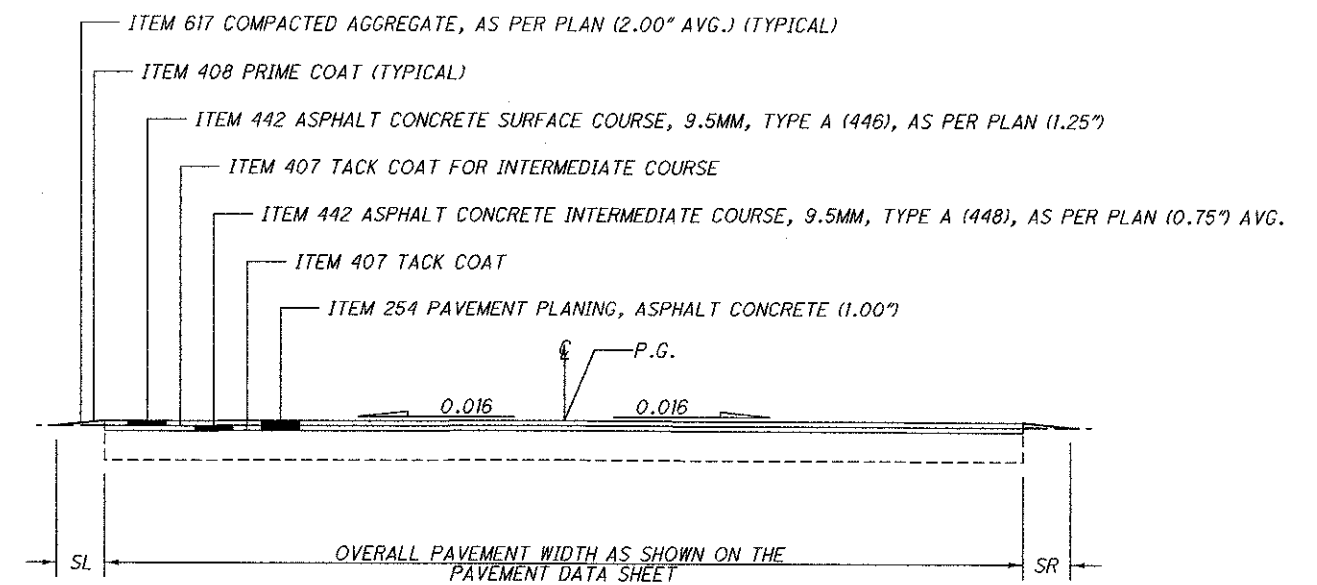 ITEM 617 COMPACTED AGGREGATE, AS PER PLAN (2.00" AVG.) (TYPICAL)
ITEM 408 PRIME COAT (TYPICAL)
ITEM 442 ASPHALT CONCRETE SURFACE COURSE, 9.5MM, TYPE A (446), AS PER PLAN (1.25")
ITEM 407 TACK COAT FOR INTERMEDIATE COURSE
ITEM 442 ASPHALT CONCRETE INTERMEDIATE COURSE, 9.5MM, TYPE A (448), AS PER PLAN (0.75") AVG.
ITEM 407 TACK COAT
ITEM 254 PAVEMENT PLANING, ASPHALT CONCRETE (1.00")
℄ P.G.
0.016 0.016
SL OVERALL PAVEMENT WIDTH AS SHOWN ON THE SR
PAVEMENT DATA SHEET